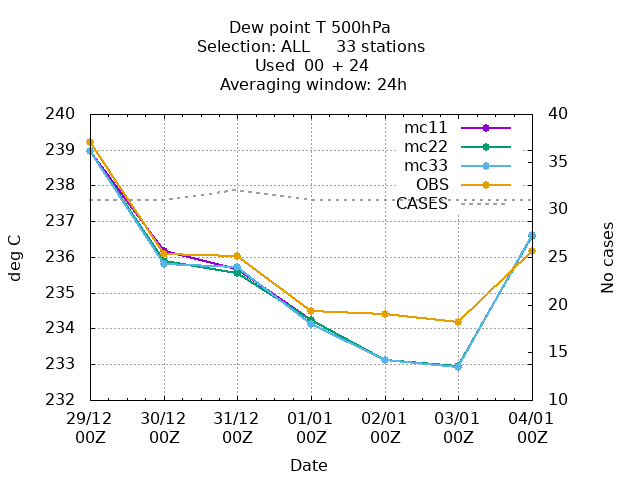 Dew point T 500hPa
Selection: ALL 33 stations
Used 00 + 24
Averaging window: 24h
240
239
238
237
236
235
234
233
232
40
35
30
25
20
15
10
mc11
mc22
mc33
OBS
CASES
deg C
No cases
29/12 30/12 31/12 01/01 02/01 03/01 04/01
00Z 00Z 00Z 00Z 00Z 00Z 00Z
Date